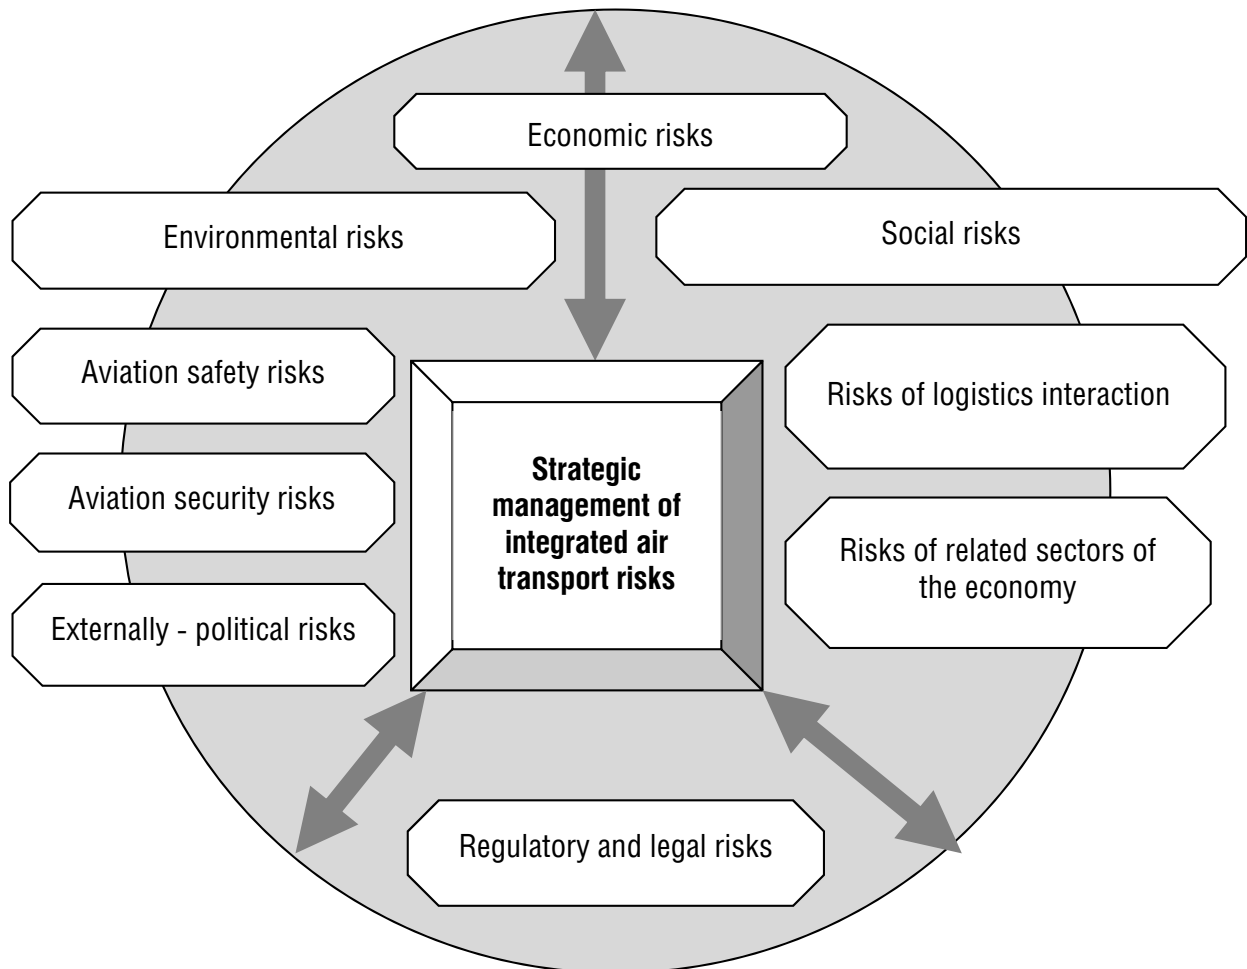 Economic risks
Environmental risks
Social risks
Aviation safety risks
Risks of logistics interaction
Aviation security risks
Strategic
management of
integrated air
transport risks
Risks of related sectors of
the economy
Externally - political risks
Regulatory and legal risks